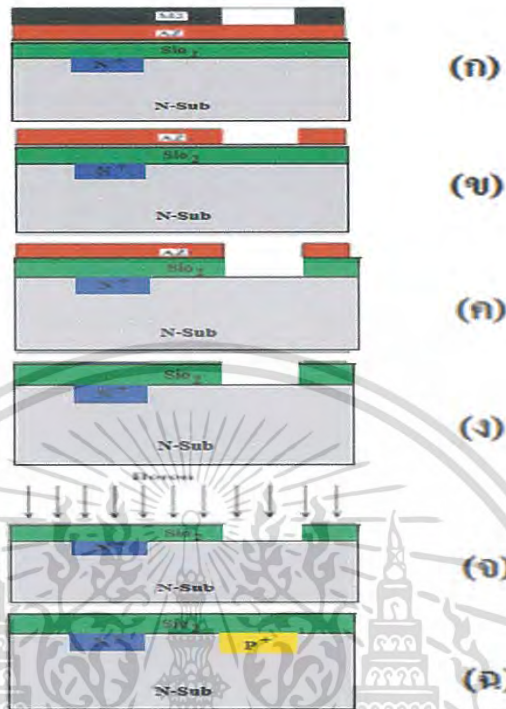 M2
AZ
Sio2
N+
N-Sub
(ก)
AZ
Sio2
N+
N-Sub
(ข)
AZ
Sio2
N+
N-Sub
(ค)
Sio2
N+
N-Sub
(ง)
Boron
Sio2
N+
N-Sub
(จ)
Sio2
N+
P+
N-Sub
(ฉ)